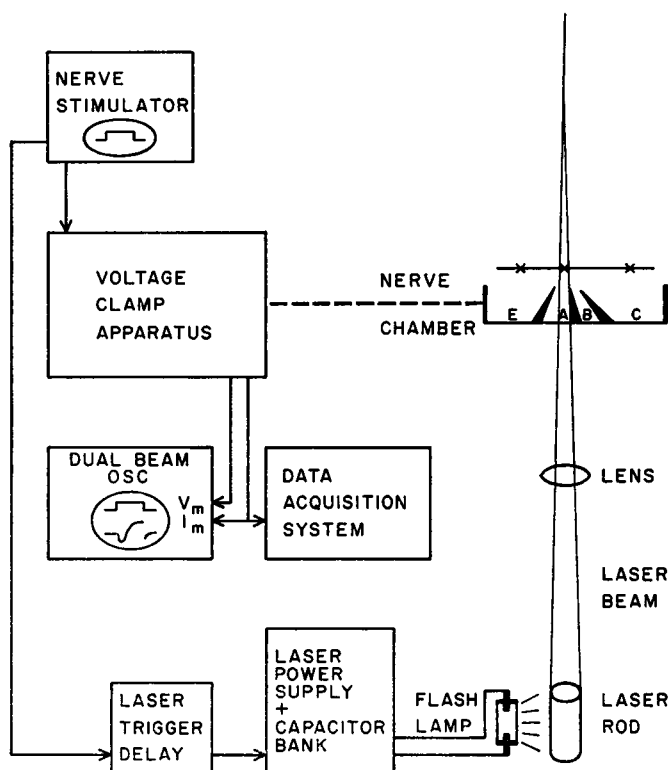 NERVE
STIMULATOR
VOLTAGE
CLAMP
APPARATUS
NERVE
CHAMBER
E
A
B
C
DUAL BEAM
OSC
Vm
Im
DATA
ACQUISITION
SYSTEM
LENS
LASER
BEAM
LASER
TRIGGER
DELAY
LASER
POWER
SUPPLY
+
CAPACITOR
BANK
FLASH
LAMP
LASER
ROD